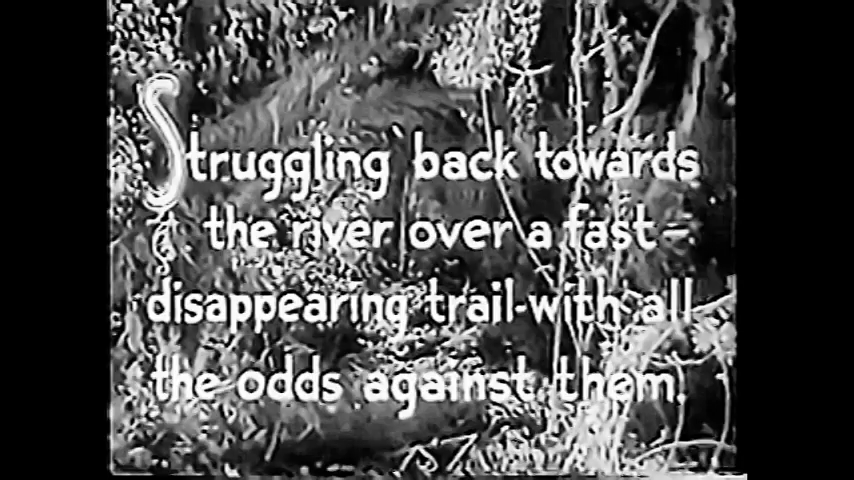 Struggling back towards
the river over a fast-
disappearing trail-with all
the odds against them.